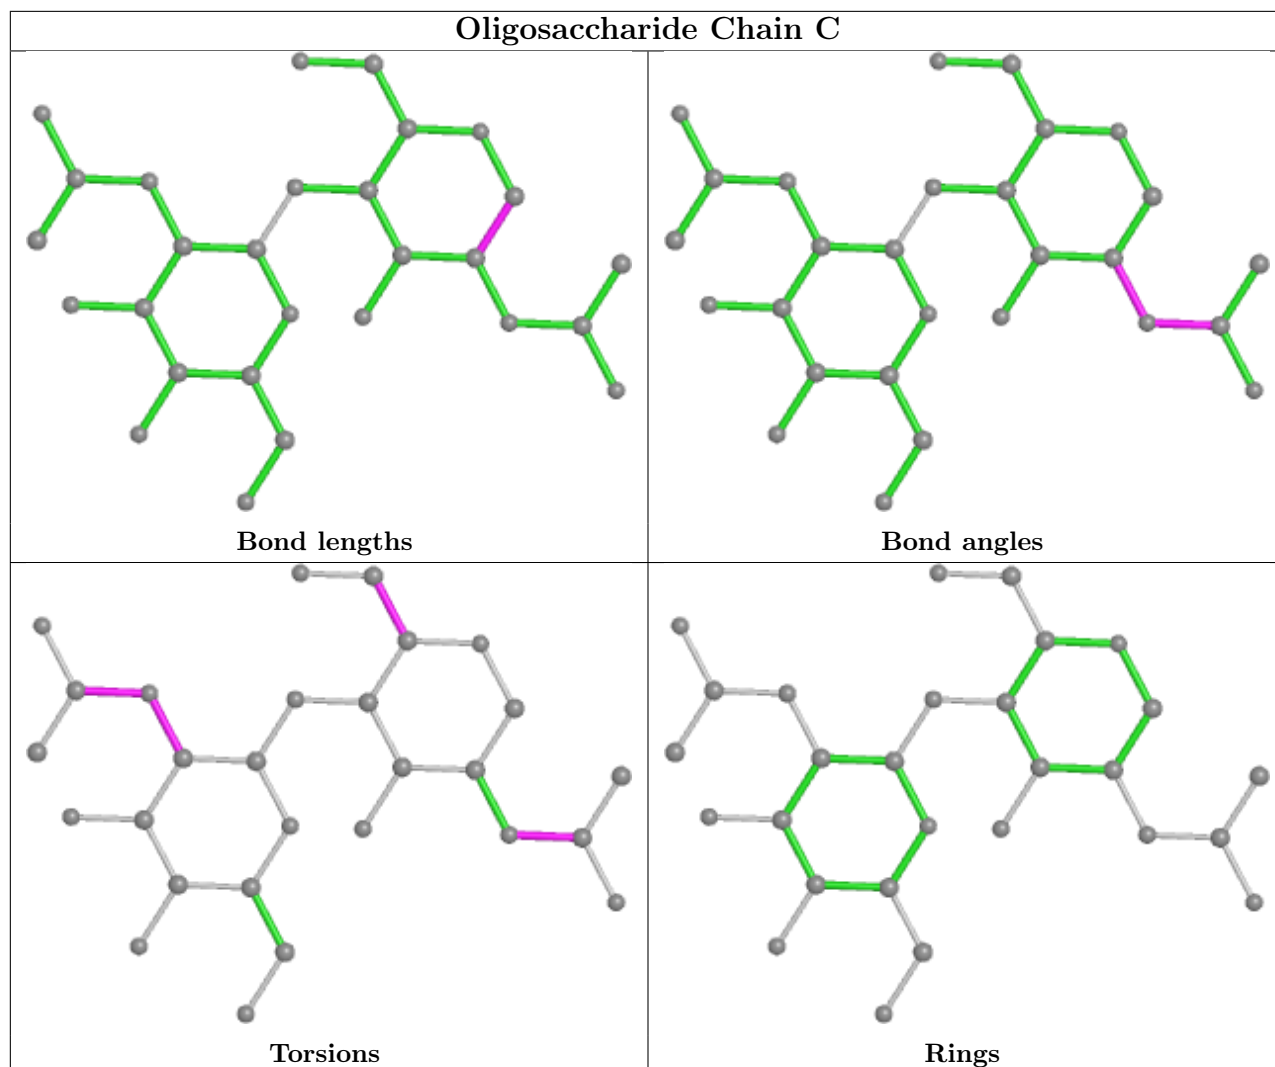 Oligosaccharide Chain C
Bond lengths
Bond angles
Torsions
Rings